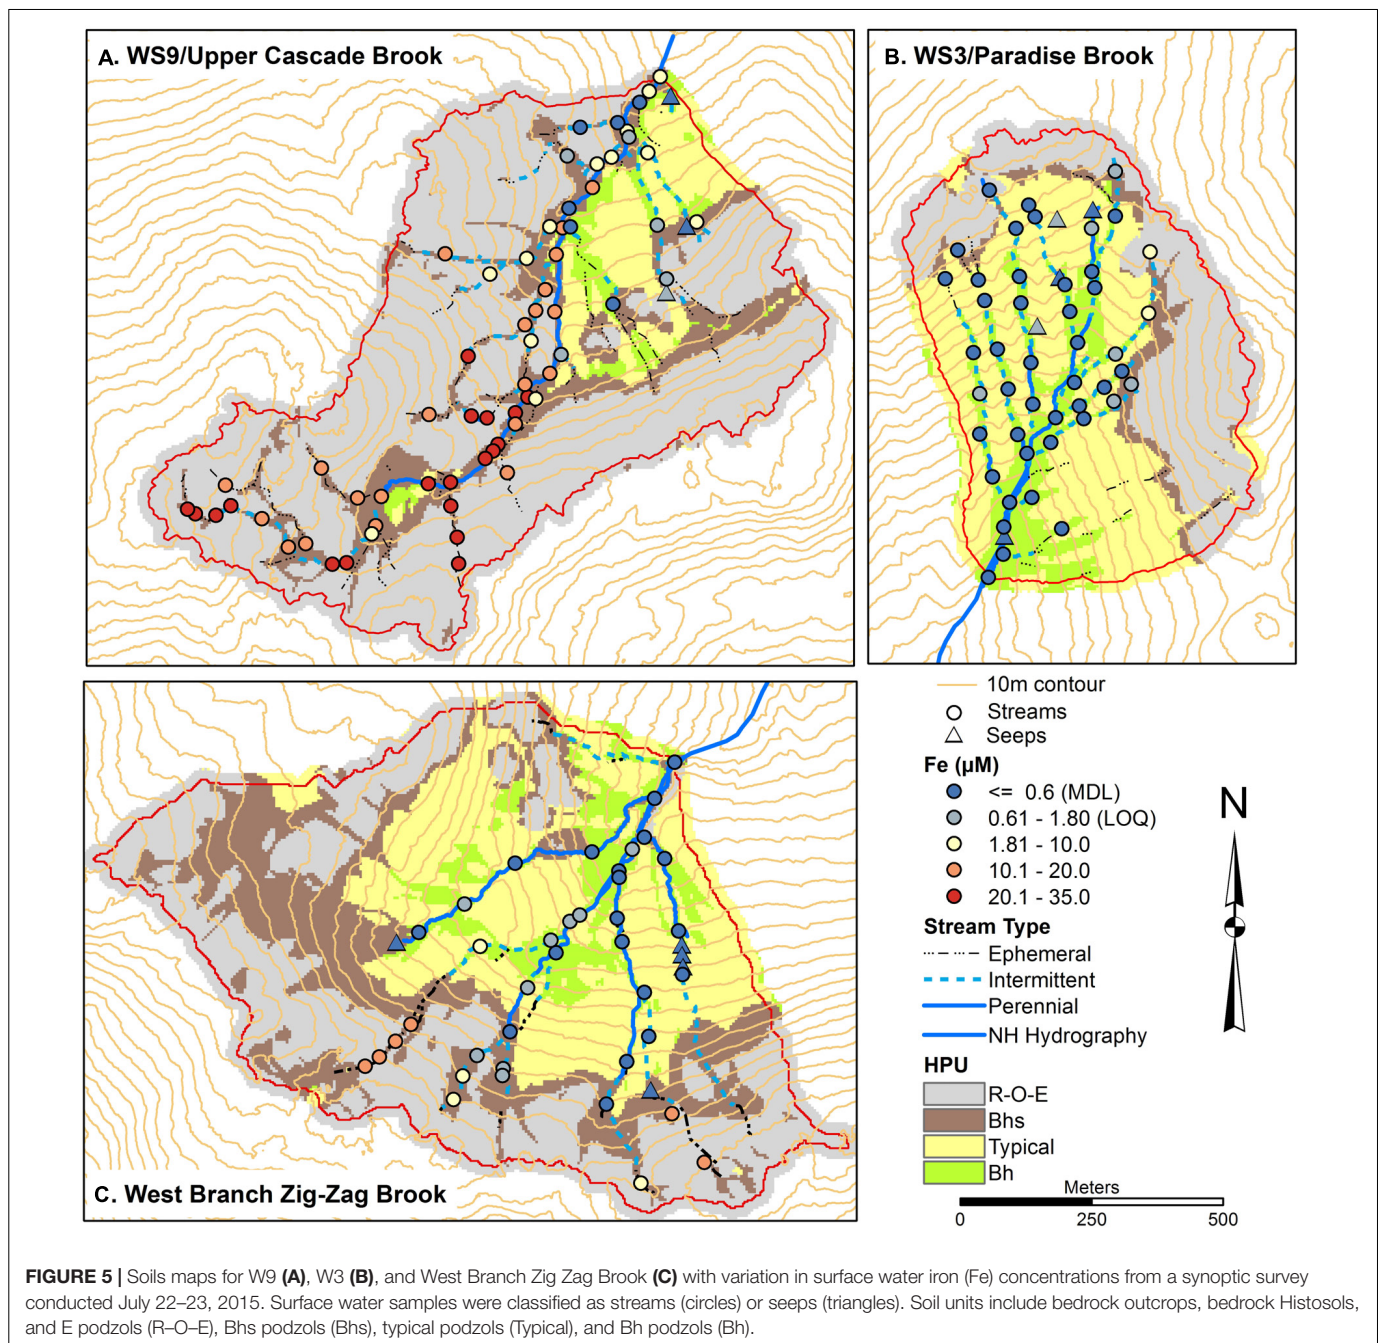 A. WS9/Upper Cascade Brook
B. WS3/Paradise Brook
C. West Branch Zig-Zag Brook
10m contour
Streams
Seeps
Fe (µM)
<= 0.6 (MDL)
0.61 - 1.80 (LOQ)
1.81 - 10.0
10.1 - 20.0
20.1 - 35.0
Stream Type
Ephemeral
Intermittent
Perennial
NH Hydrography
HPU
R-O-E
Bhs
Typical
Bh
N
Meters
0 250 500
FIGURE 5 | Soils maps for W9 (A), W3 (B), and West Branch Zig Zag Brook (C) with variation in surface water iron (Fe) concentrations from a synoptic survey
conducted July 22–23, 2015. Surface water samples were classified as streams (circles) or seeps (triangles). Soil units include bedrock outcrops, bedrock Histosols,
and E podzols (R–O–E), Bhs podzols (Bhs), typical podzols (Typical), and Bh podzols (Bh).